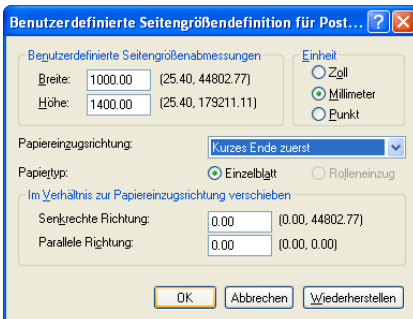 Benutzerdefinierte Seitengrößendefinition für Post...
Benutzerdefinierte Seitengrößenabmessungen
Breite: 1000.00 (25.40, 44802.77)
Höhe: 1400.00 (25.40, 179211.11)
Einheit
Zoll
Millimeter
Punkt
Papiereinzugsrichtung: Kurzes Ende zuerst
Papiertyp: Einzelblatt Rolleneinzug
Im Verhältnis zur Papiereinzugsrichtung verschieben
Senkrechte Richtung: 0.00 (0.00, 44802.77)
Parallele Richtung: 0.00 (0.00, 0.00)
OK Abbrechen Wiederherstellen